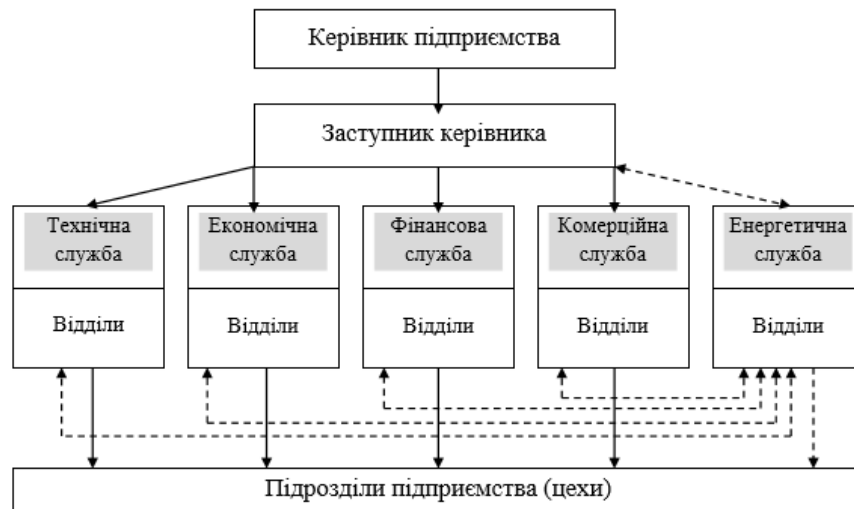 Керівник підприємства
Заступник керівника
Технічна
служба
Економічна
служба
Фінансова
служба
Комерційна
служба
Енергетична
служба
Відділи
Відділи
Відділи
Відділи
Відділи
Підрозділи підприємства (цехи)